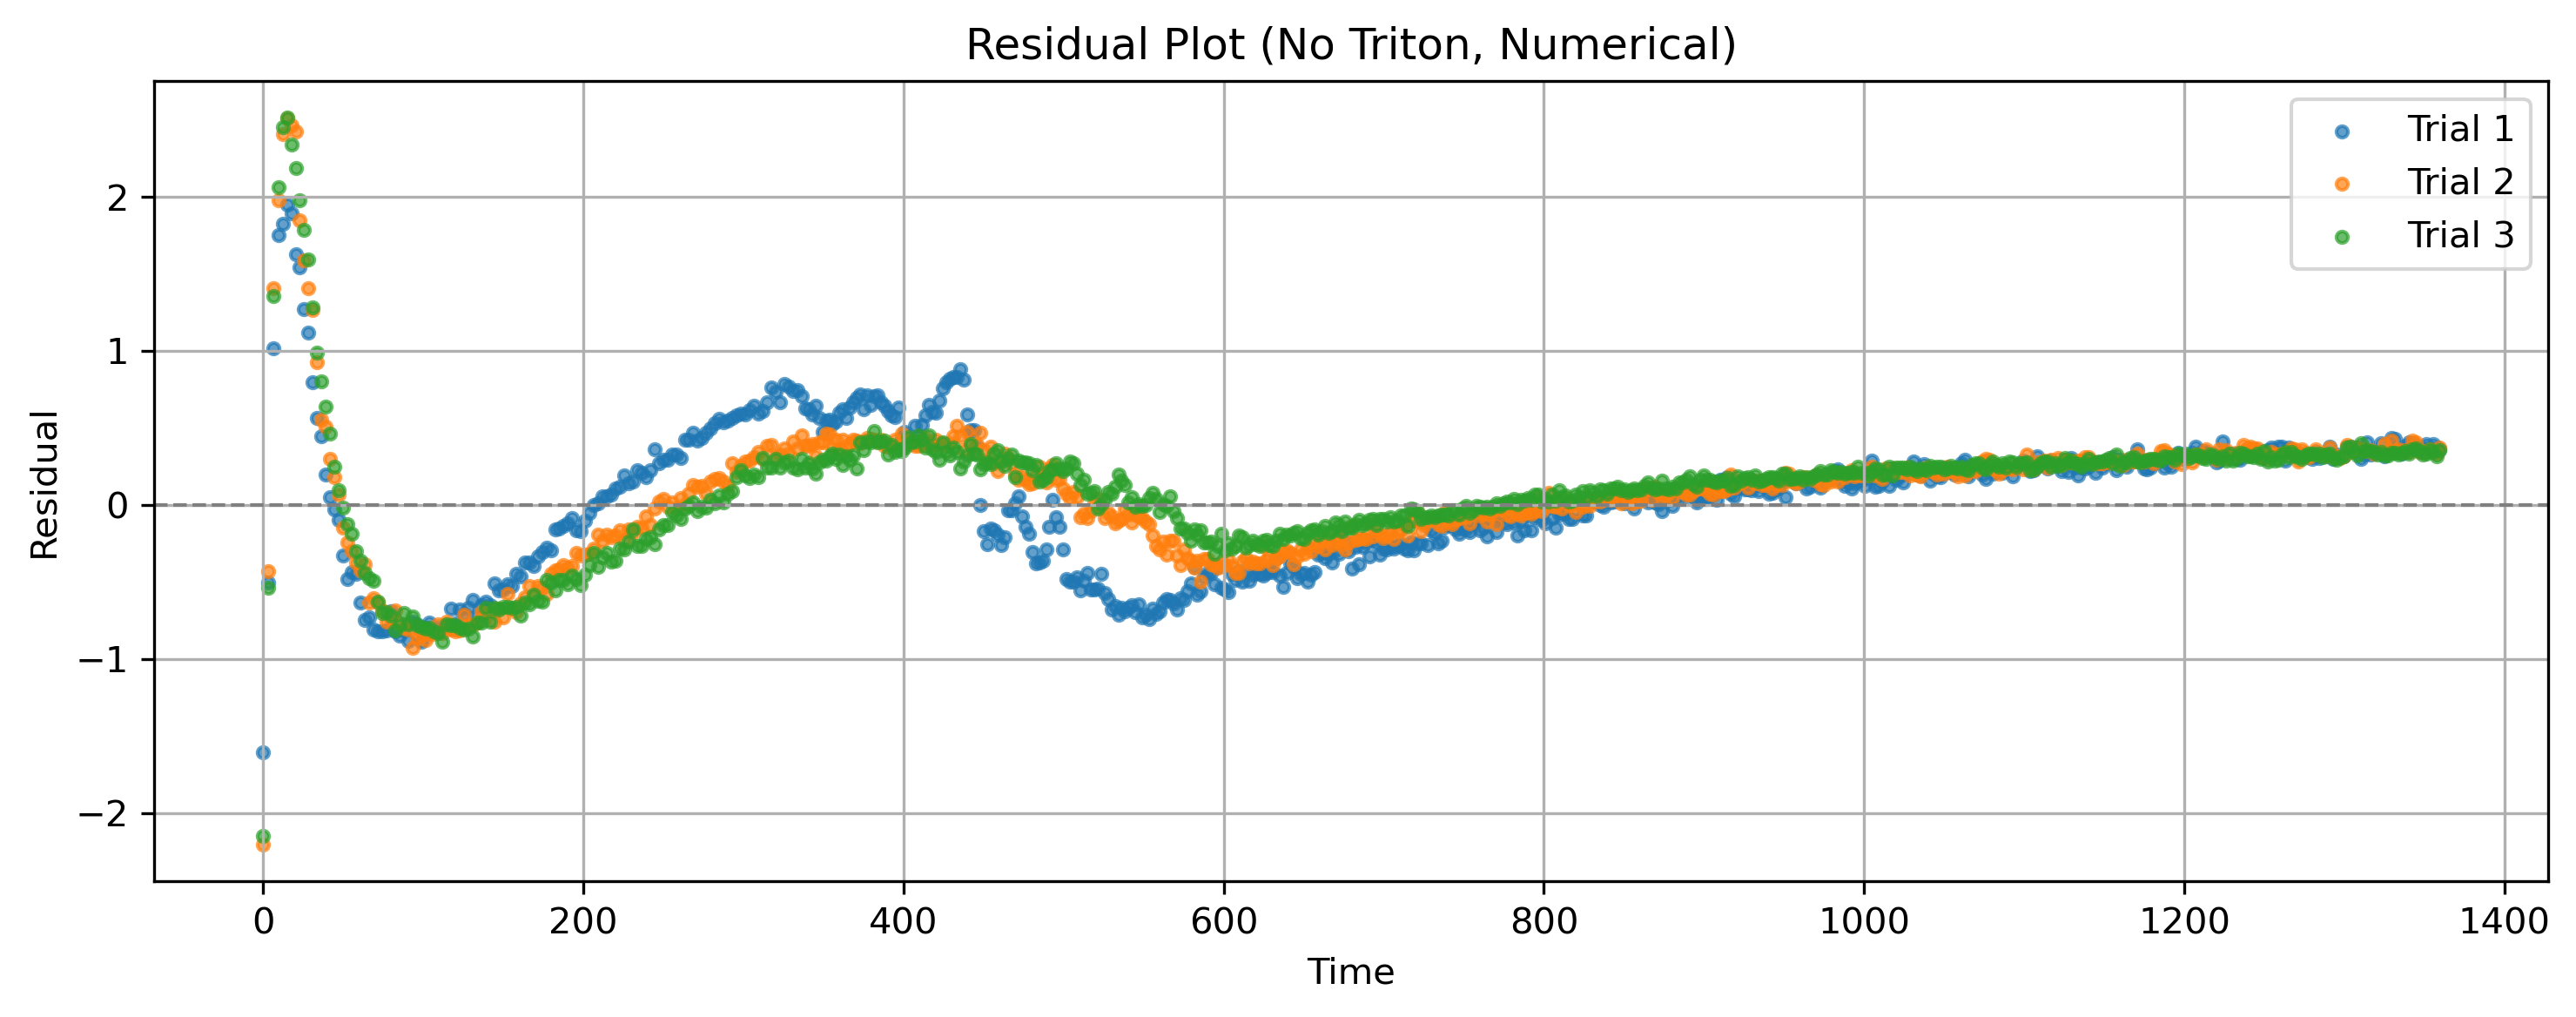 Residual Plot (No Triton, Numerical)
Trial 1
Trial 2
Trial 3
2
1
0
−1
−2
Residual
0 200 400 600 800 1000 1200 1400
Time